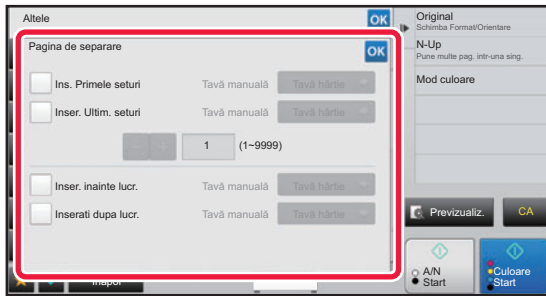 Altele
OK
Pagina de separare
OK
Ins. Primele seturi Tavă manuală Tavă hârtie
Inser. Ultim. seturi Tavă manuală Tavă hârtie
1 (1~9999)
Inser. inainte lucr. Tavă manuală Tavă hârtie
Inserati dupa lucr. Tavă manuală Tavă hârtie
Inapoi
Original
Schimba Format/Orientare
N-Up
Pune multe pag. intr-una sing.
Mod culoare
Previzualiz.
CA
A/N
Start
Culoare
Start